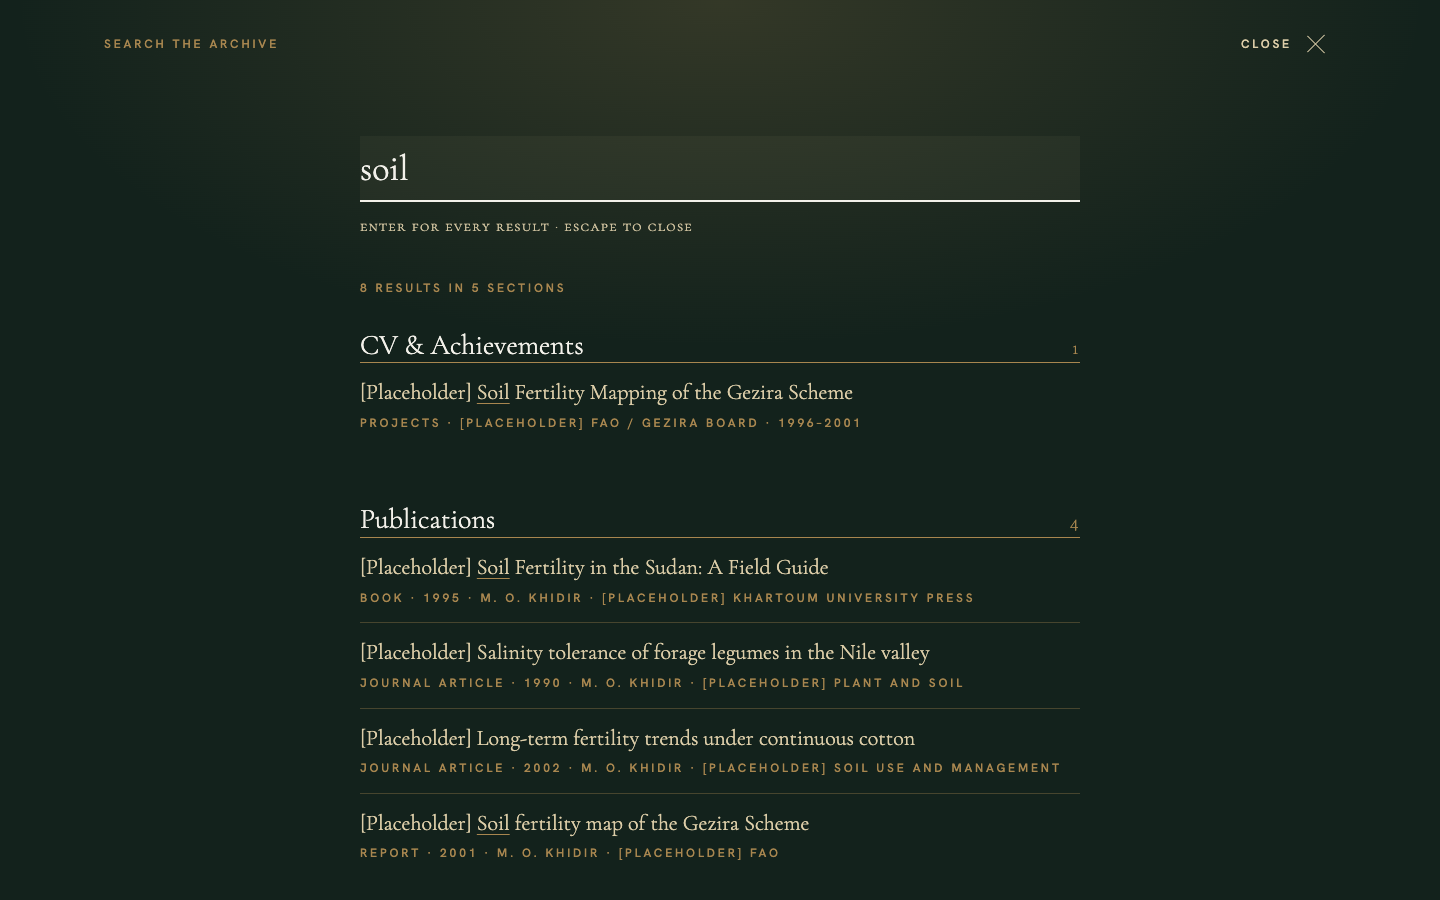 SEARCH THE ARCHIVE
CLOSE
soil
ENTER FOR EVERY RESULT · ESCAPE TO CLOSE
8 RESULTS IN 5 SECTIONS
CV & Achievements 1
[Placeholder] Soil Fertility Mapping of the Gezira Scheme
PROJECTS · [PLACEHOLDER] FAO / GEZIRA BOARD · 1996–2001
Publications 4
[Placeholder] Soil Fertility in the Sudan: A Field Guide
BOOK · 1995 · M. O. KHIDIR · [PLACEHOLDER] KHARTOUM UNIVERSITY PRESS
[Placeholder] Salinity tolerance of forage legumes in the Nile valley
JOURNAL ARTICLE · 1990 · M. O. KHIDIR · [PLACEHOLDER] PLANT AND SOIL
[Placeholder] Long-term fertility trends under continuous cotton
JOURNAL ARTICLE · 2002 · M. O. KHIDIR · [PLACEHOLDER] SOIL USE AND MANAGEMENT
[Placeholder] Soil fertility map of the Gezira Scheme
REPORT · 2001 · M. O. KHIDIR · [PLACEHOLDER] FAO